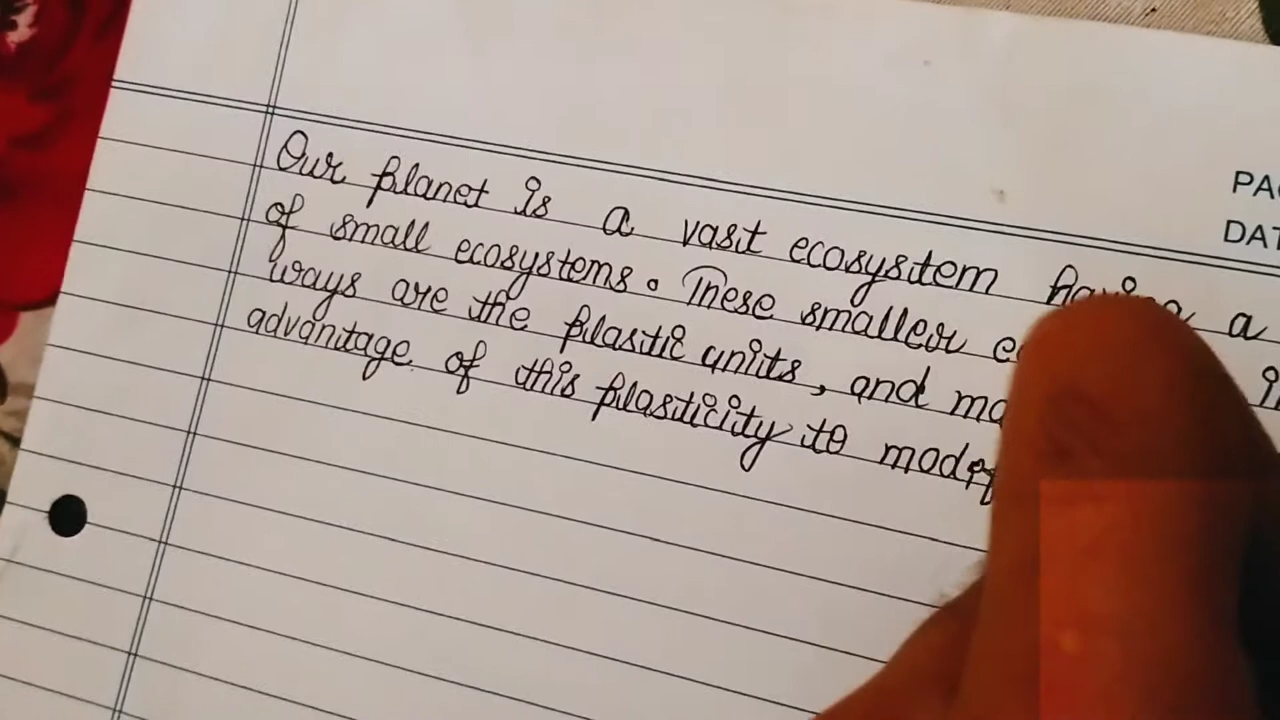 PA
DAT
Our planet is a vast ecosystem having a
of small ecosystems. These smaller
ways are the plastic units, and
advantage of this plasticity to